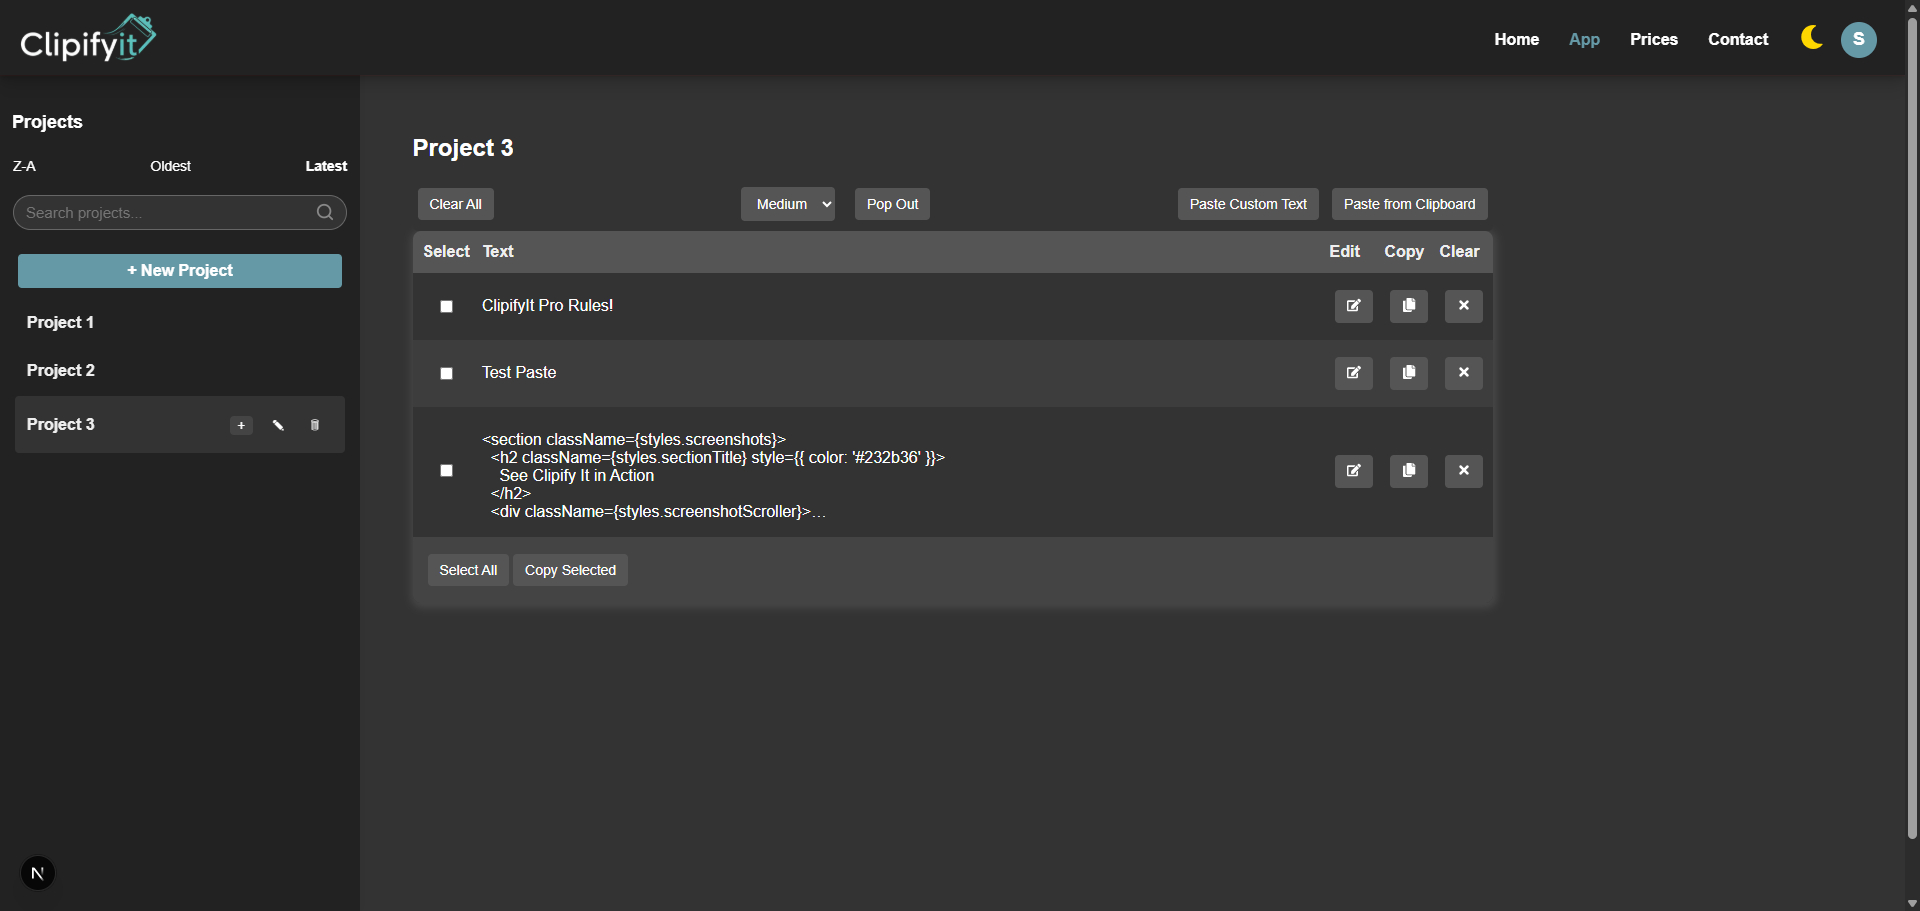 Clipifyit
Home App Prices Contact S
Projects
Z-A Oldest Latest
Search projects...
+ New Project
Project 1
Project 2
Project 3 +
N
Project 3
Clear All Medium Pop Out Paste Custom Text Paste from Clipboard
Select Text Edit Copy Clear
ClipifyIt Pro Rules!
Test Paste
<section className={styles.screenshots}>
<h2 className={styles.sectionTitle} style={{ color: '#232b36' }}>
See Clipify It in Action
</h2>
<div className={styles.screenshotScroller}>…
Select All Copy Selected